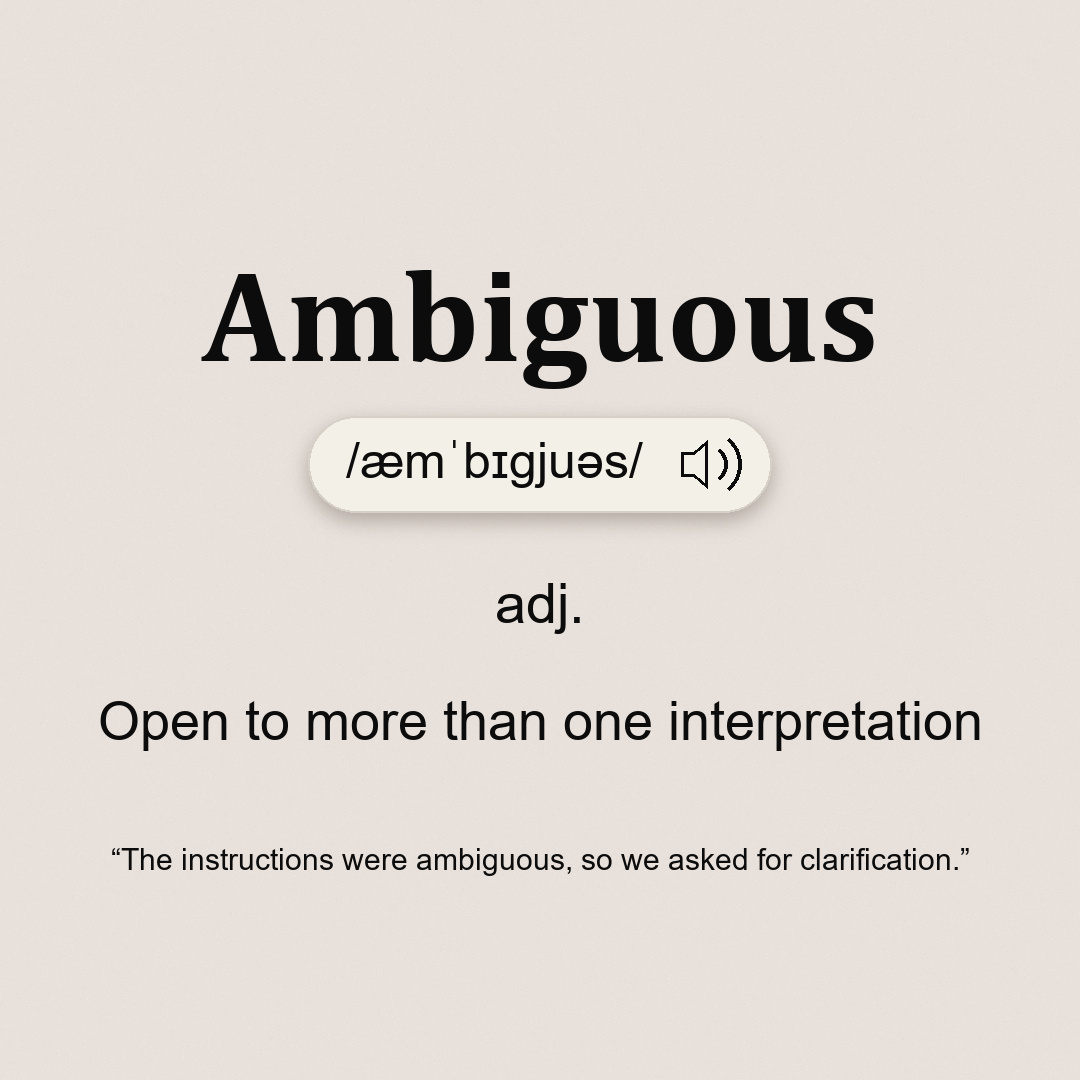 Ambiguous
/æmˈbɪgjuəs/
adj.
Open to more than one interpretation
“The instructions were ambiguous, so we asked for clarification.”